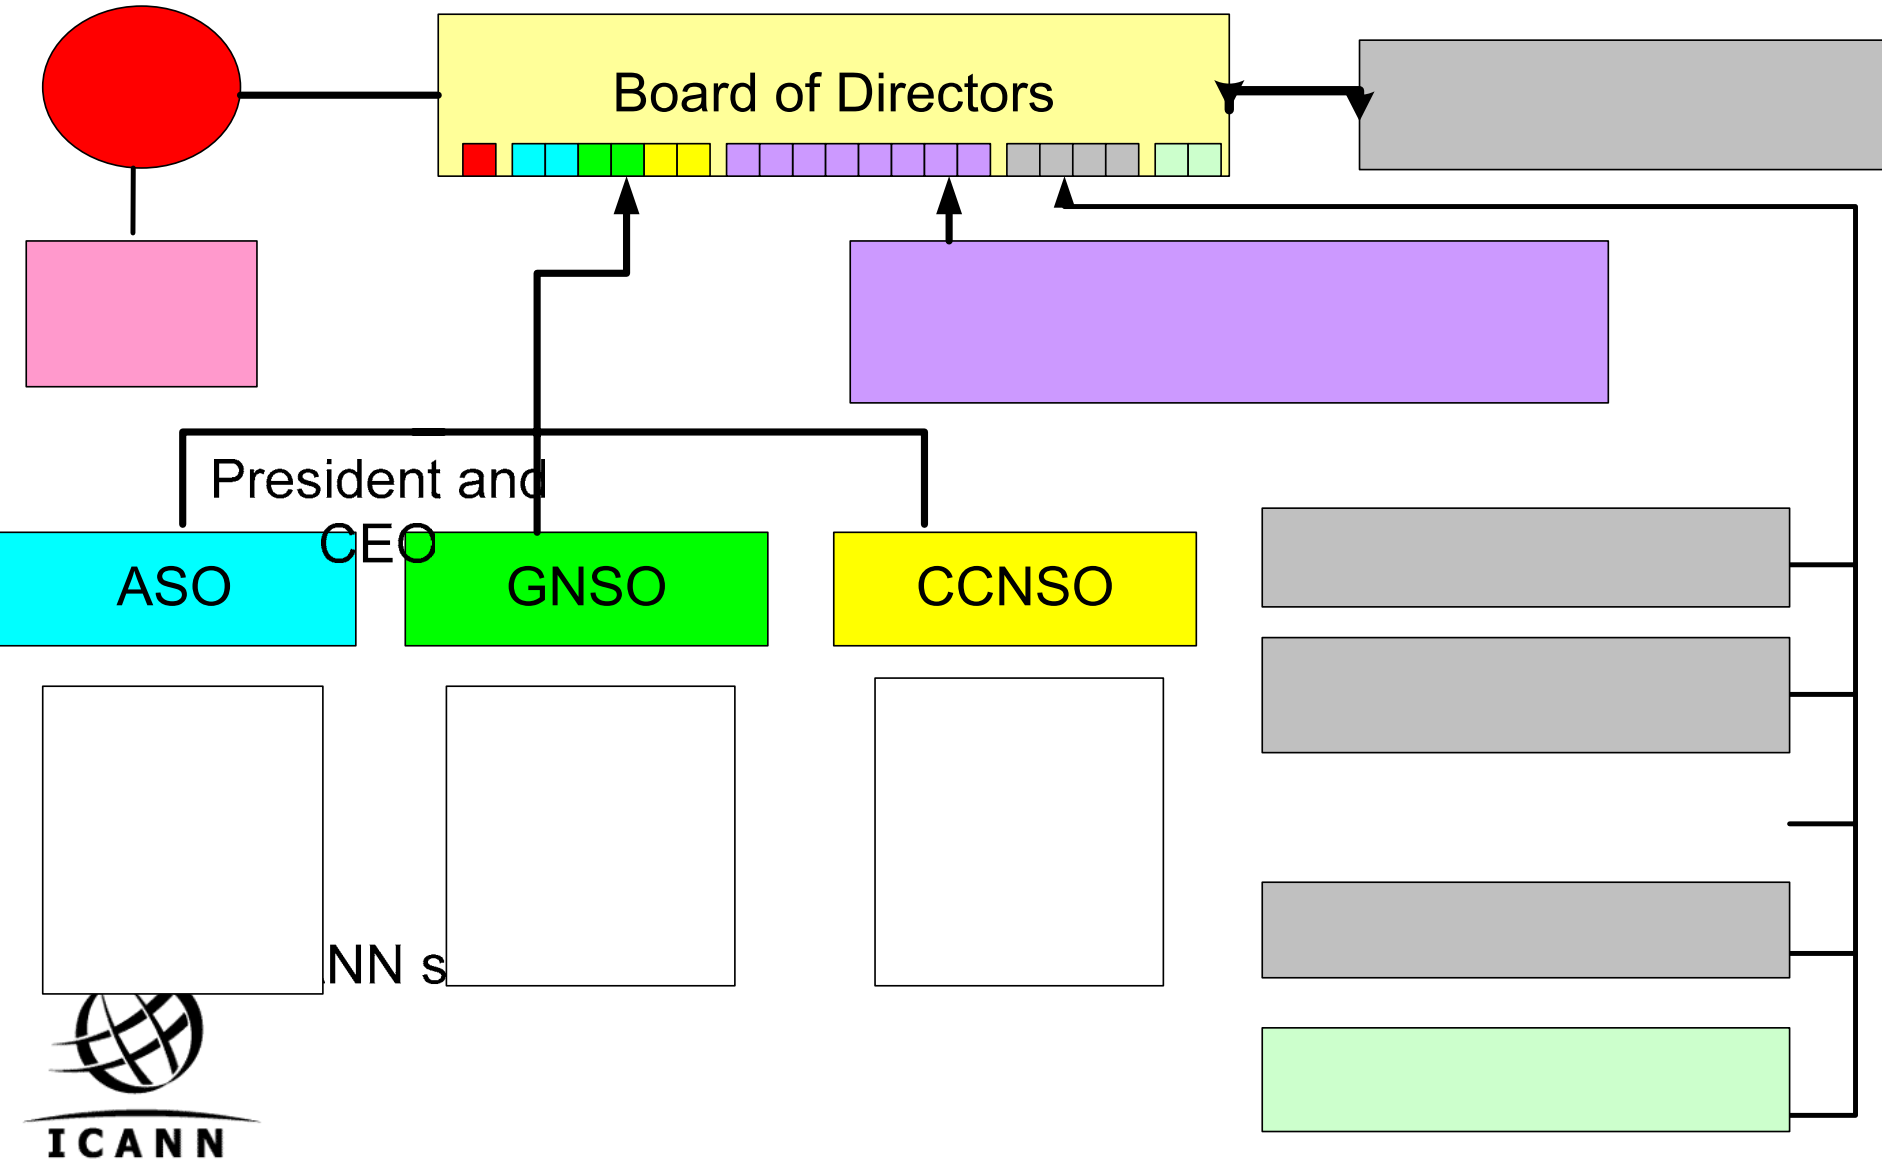 Board of Directors
President and
CEO
ASO
GNSO
CCNSO
NN s
ICANN